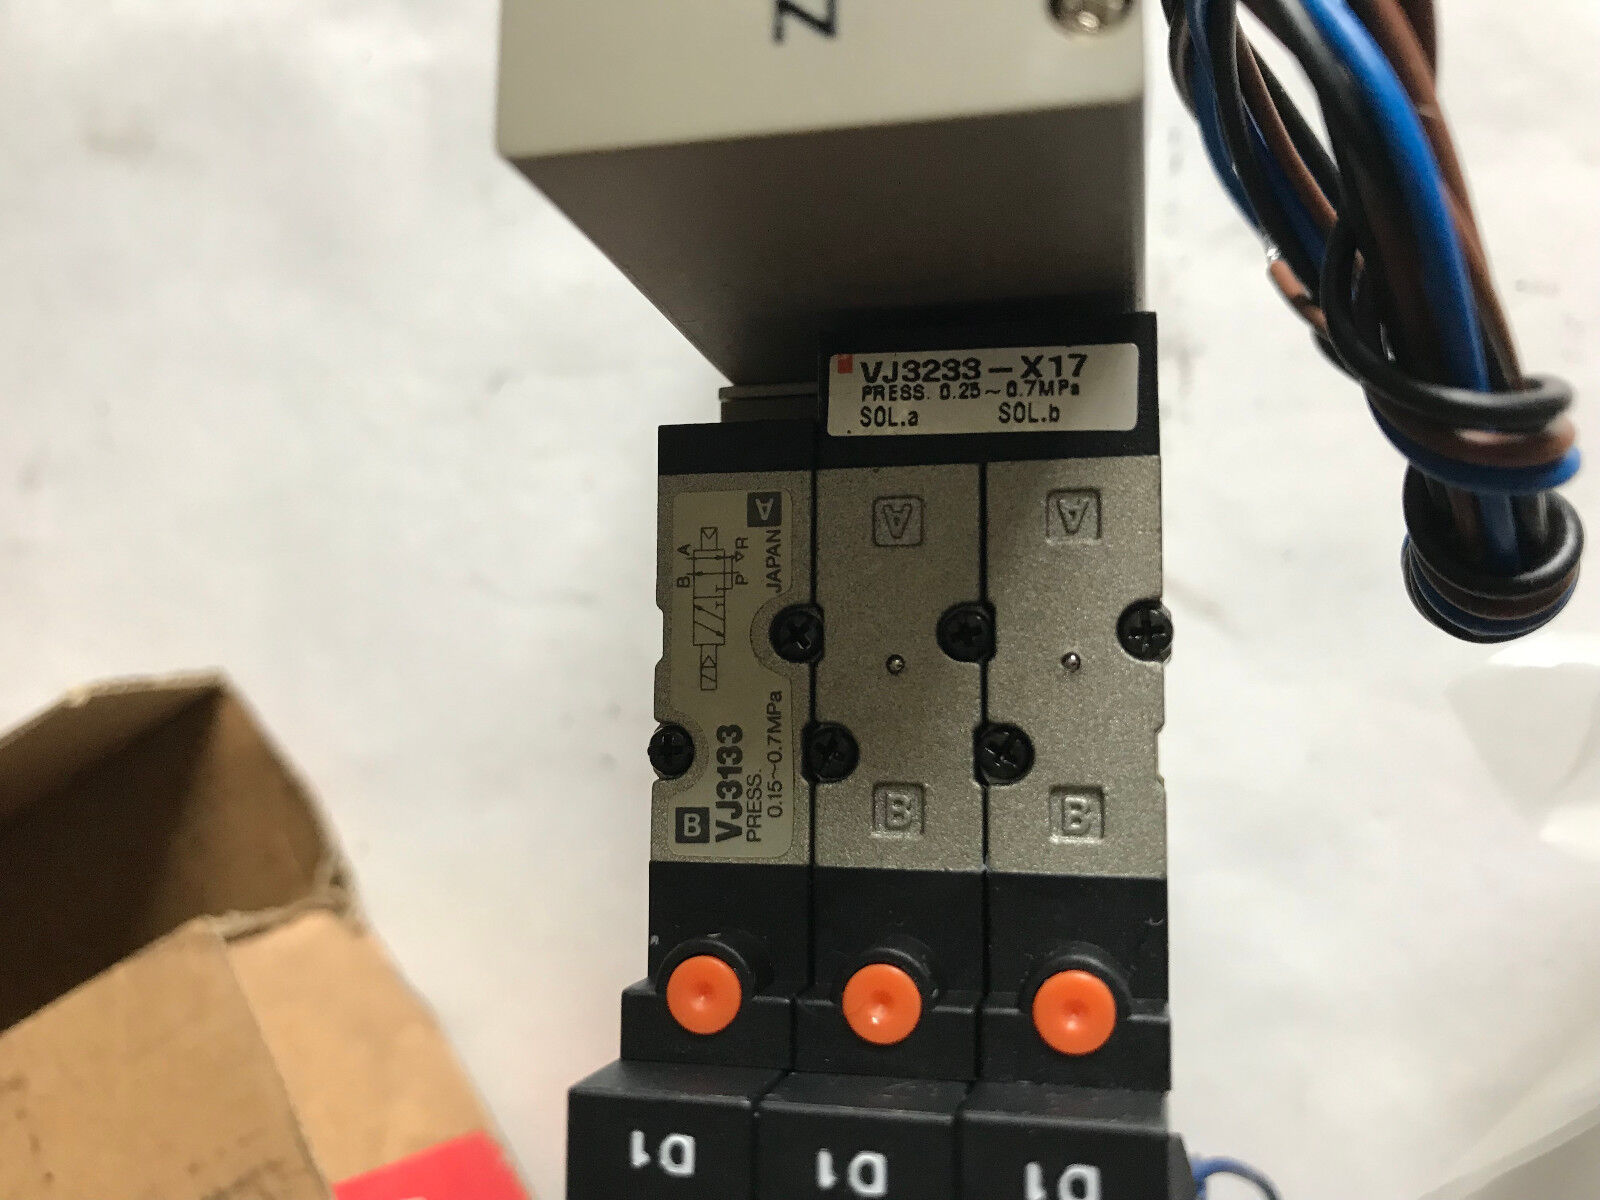 Z
VJ3233-X17
PRESS. 0.25~0.7MPa
SOL.a SOL.b
A
JAPAN
A
B
R
P
B
VJ3133
PRESS.
0.15~0.7MPa
A
B
A
B
D1
D1
D1